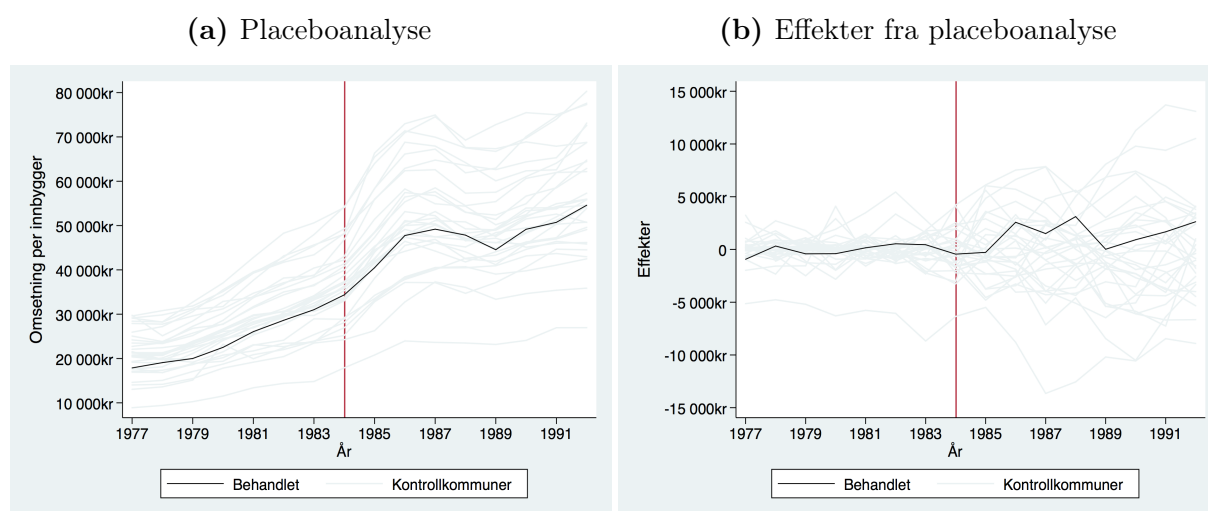 (a) Placeboanalyse
80 000kr
70 000kr
60 000kr
50 000kr
40 000kr
30 000kr
20 000kr
10 000kr
Omsetning per innbygger
1977 1979 1981 1983 1985 1987 1989 1991
År
Behandlet Kontrollkommuner
(b) Effekter fra placeboanalyse
15 000kr
10 000kr
5 000kr
0
-5 000kr
-10 000kr
-15 000kr
Effekter
1977 1979 1981 1983 1985 1987 1989 1991
År
Behandlet Kontrollkommuner